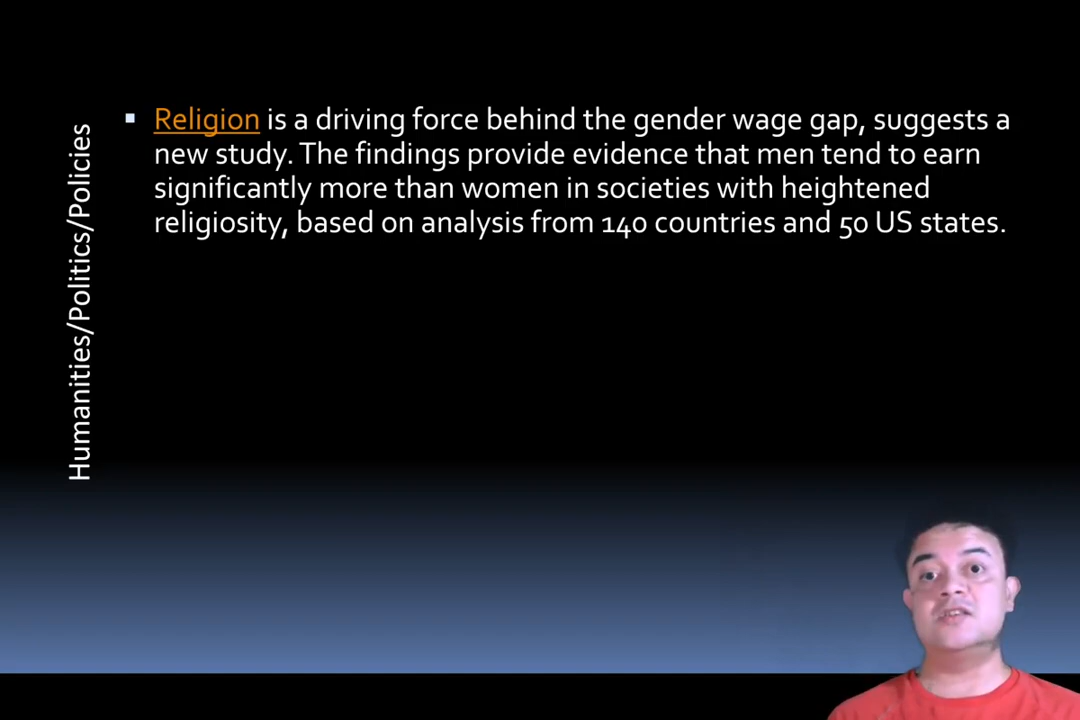 Humanities/Politics/Policies
Religion is a driving force behind the gender wage gap, suggests a
new study. The findings provide evidence that men tend to earn
significantly more than women in societies with heightened
religiosity, based on analysis from 140 countries and 50 US states.